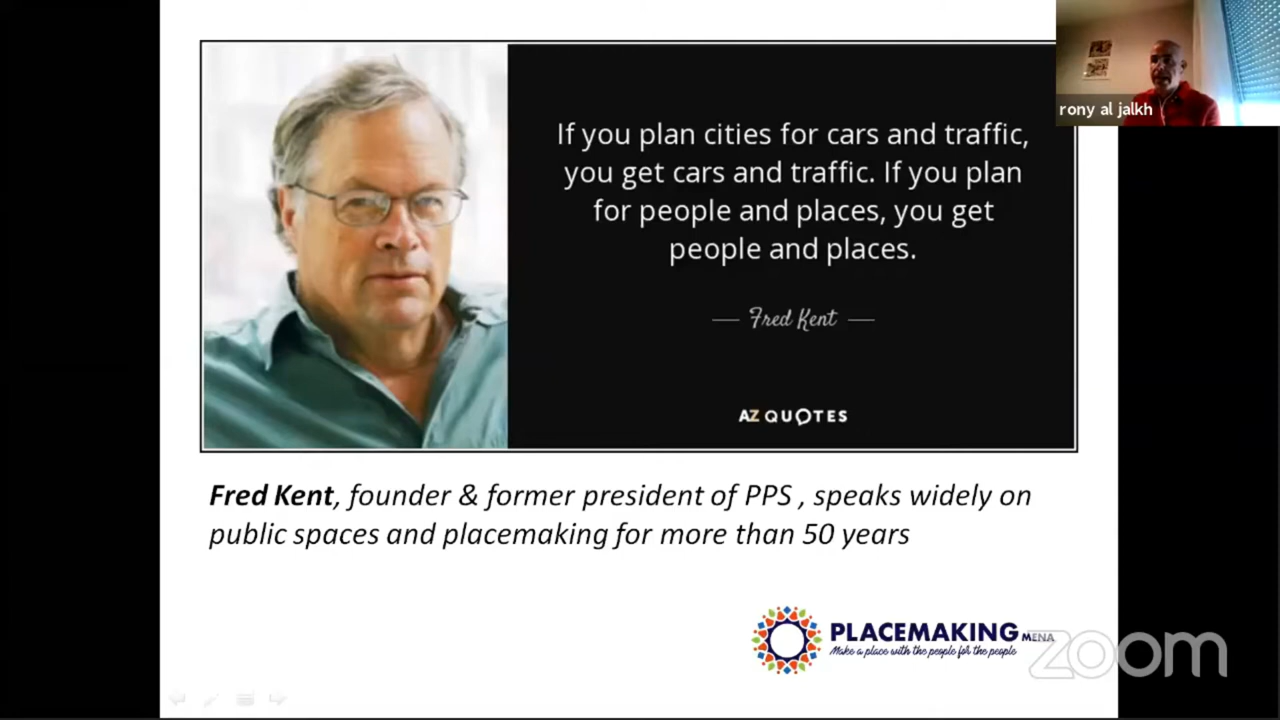 rony al jalkh
If you plan cities for cars and traffic,
you get cars and traffic. If you plan
for people and places, you get
people and places.
Fred Kent
AZ QUOTES
Fred Kent, founder & former president of PPS , speaks widely on
public spaces and placemaking for more than 50 years
PLACEMAKING MENA
Make a place with the people for the people
zoom